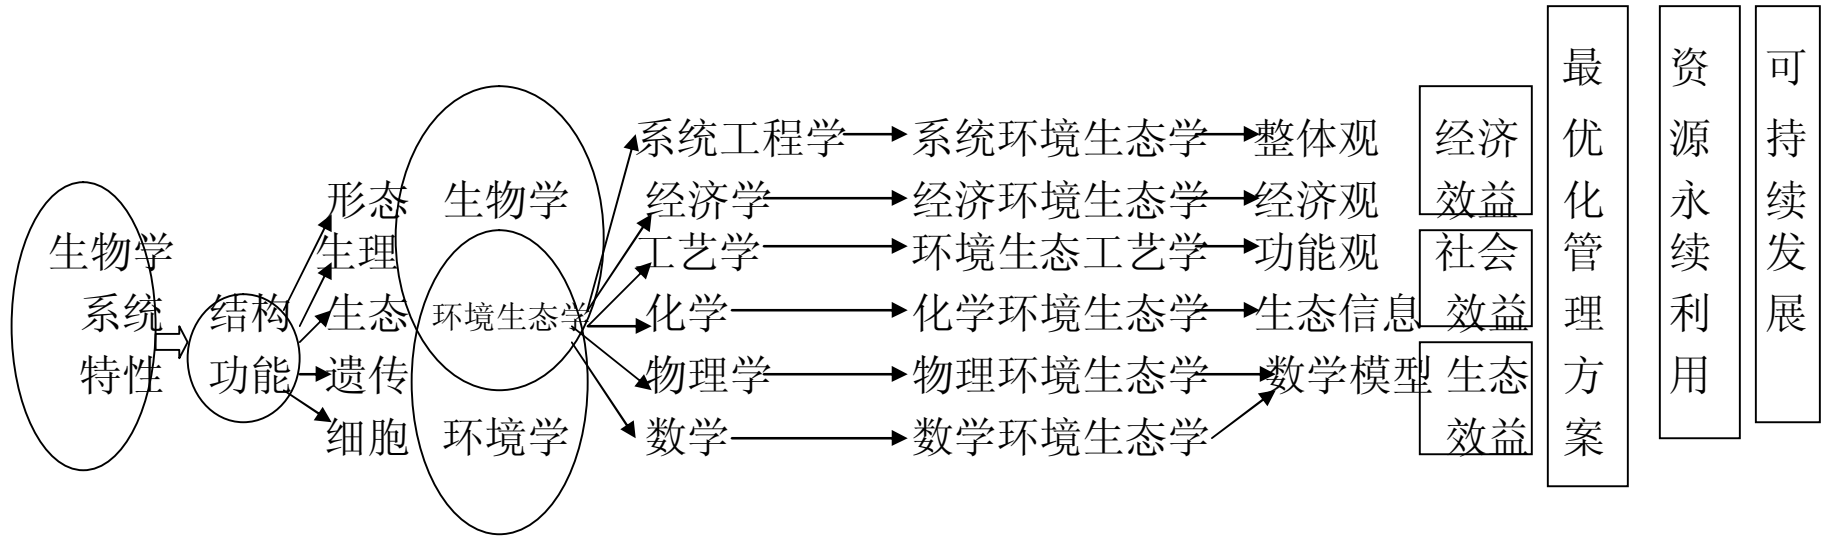 生物学
系统
特性
结构
功能
形态
生理
生态
遗传
细胞
生物学
环境生态学
环境学
系统工程学
经济学
工艺学
化学
物理学
数学
系统环境生态学
经济环境生态学
环境生态工艺学
化学环境生态学
物理环境生态学
数学环境生态学
整体观
经济观
功能观
生态信息
数学模型
经济
效益
社会
效益
生态
效益
最优化管理方案
资源永续利用
可持续发展